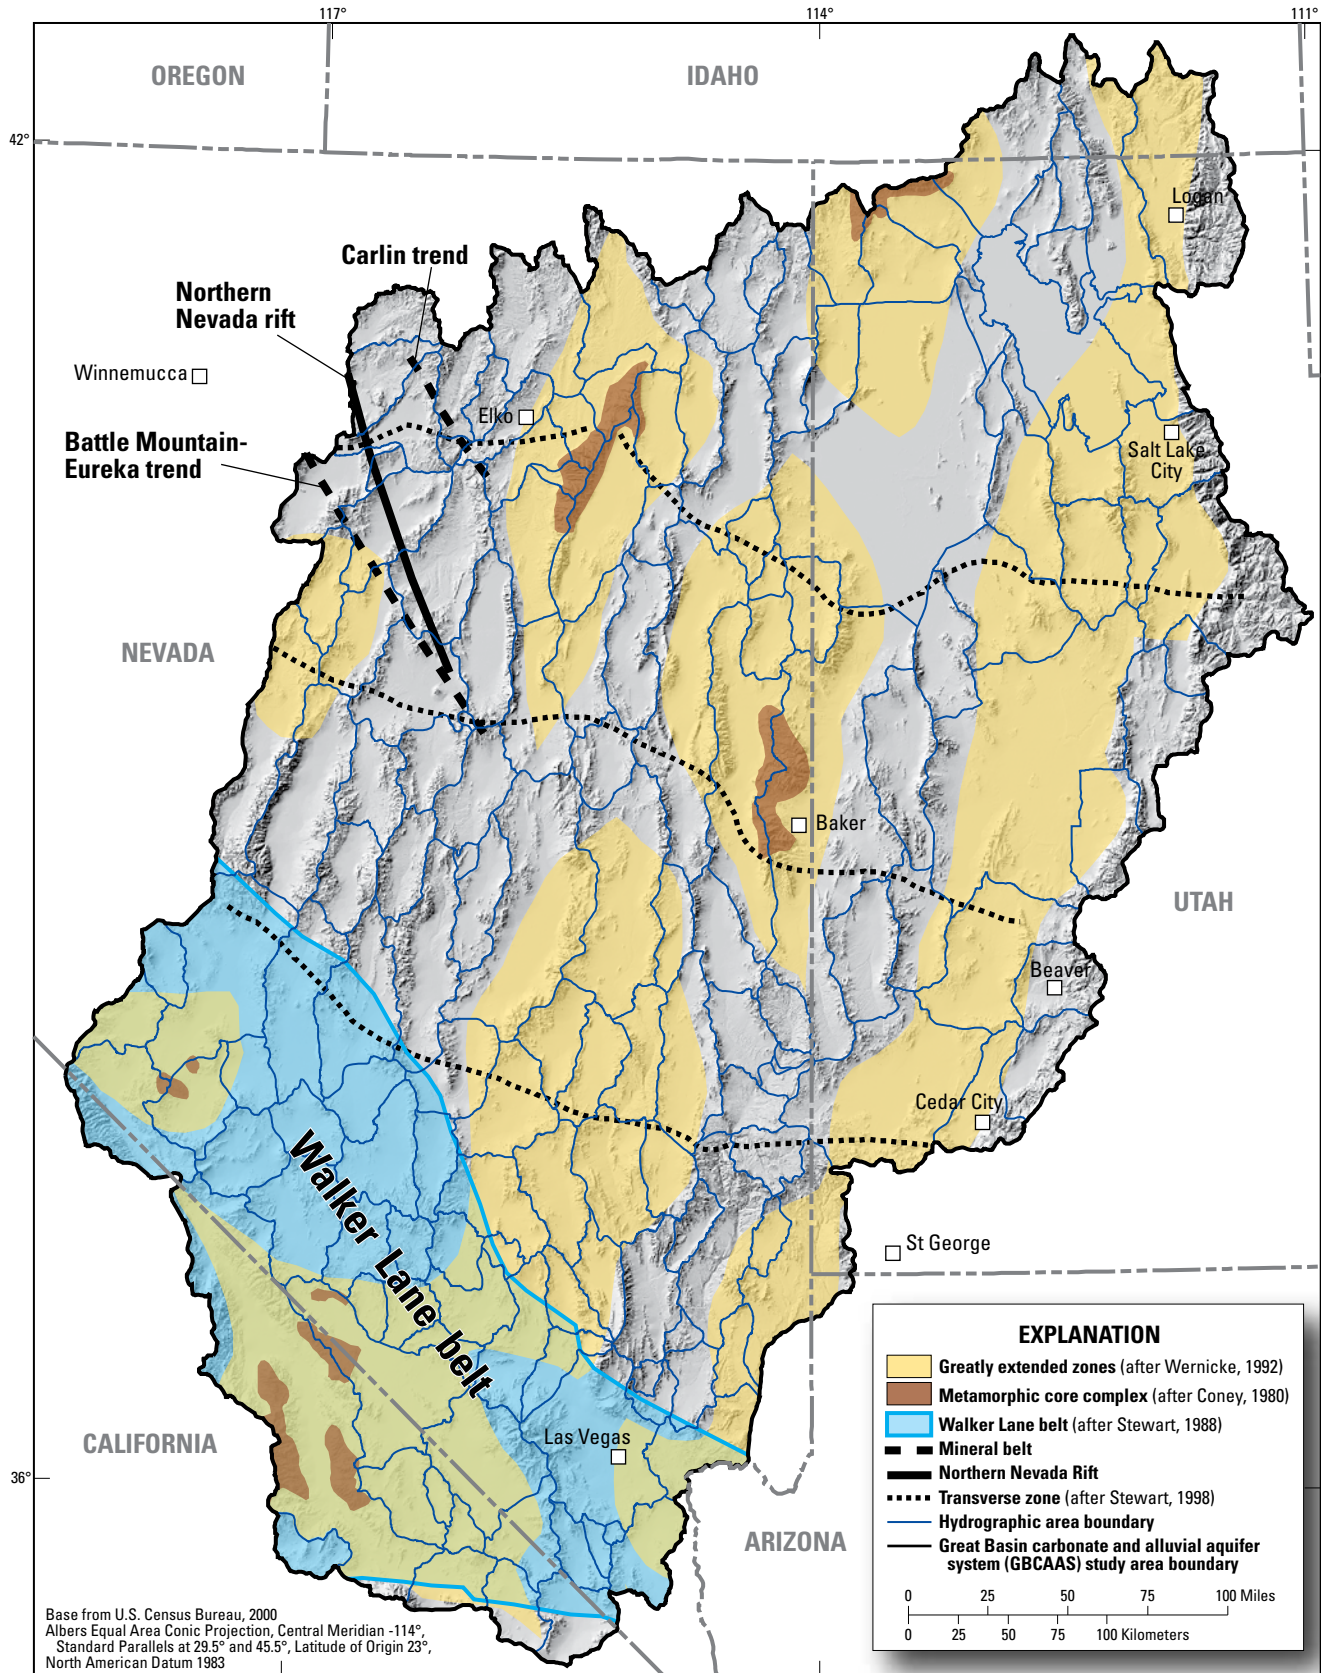 117°
114°
111°
OREGON
IDAHO
42°
Logan
Carlin trend
Northern
Nevada rift
Winnemucca
Elko
Battle Mountain-
Eureka trend
Salt Lake
City
NEVADA
Baker
UTAH
Beaver
Cedar City
Walker Lane belt
St George
CALIFORNIA
Las Vegas
36°
ARIZONA
EXPLANATION
Greatly extended zones (after Wernicke, 1992)
Metamorphic core complex (after Coney, 1980)
Walker Lane belt (after Stewart, 1988)
Mineral belt
Northern Nevada Rift
Transverse zone (after Stewart, 1998)
Hydrographic area boundary
Great Basin carbonate and alluvial aquifer
system (GBCAAS) study area boundary
0 25 50 75 100 Miles
0 25 50 75 100 Kilometers
Base from U.S. Census Bureau, 2000
Albers Equal Area Conic Projection, Central Meridian -114°,
Standard Parallels at 29.5° and 45.5°, Latitude of Origin 23°,
North American Datum 1983